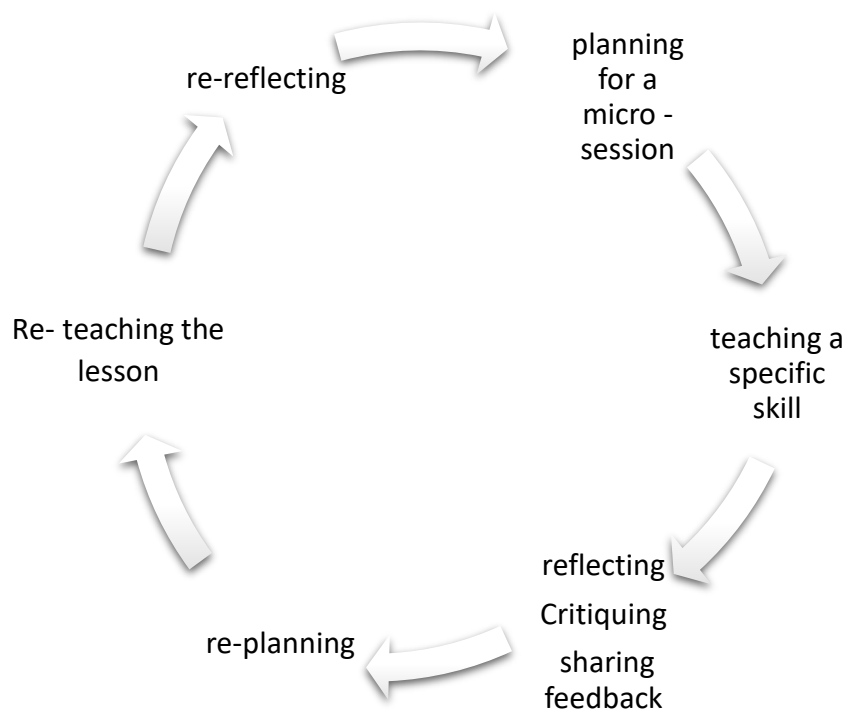 re-reflecting
planning
for a
micro -
session
teaching a
specific
skill
reflecting
Critiquing
sharing
feedback
re-planning
Re- teaching the
lesson